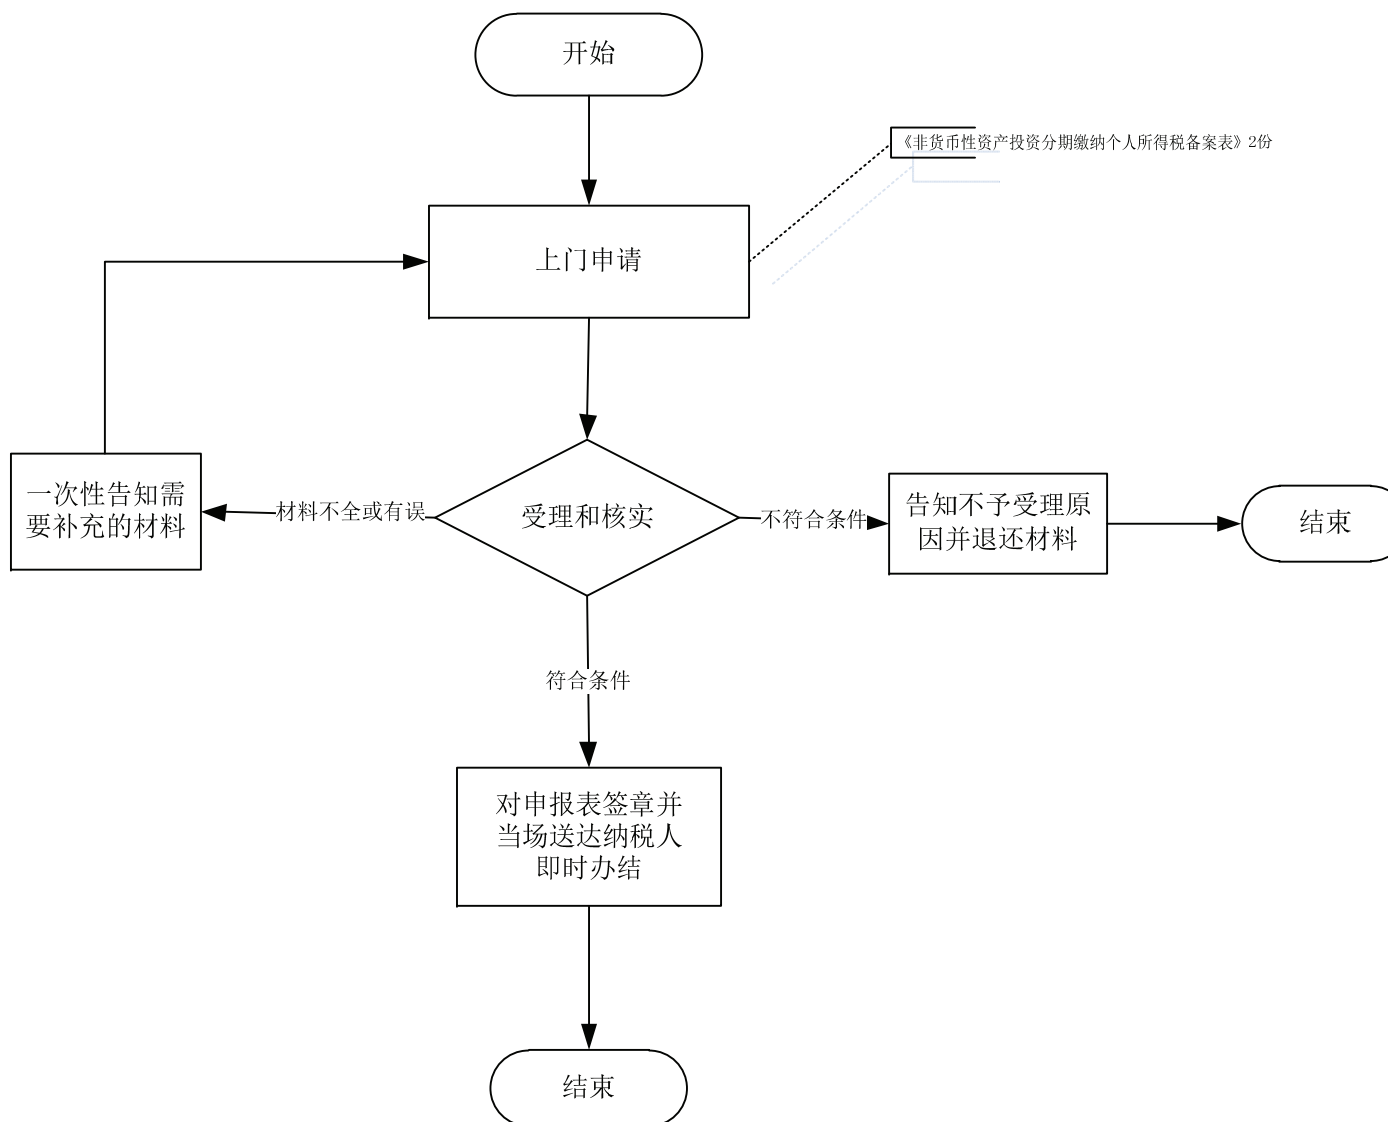 开始
《非货币性资产投资分期缴纳个人所得税备案表》2份
上门申请
一次性告知需
要补充的材料
材料不全或有误
受理和核实
不符合条件
告知不予受理原
因并退还材料
结束
符合条件
对申报表签章并
当场送达纳税人
即时办结
结束